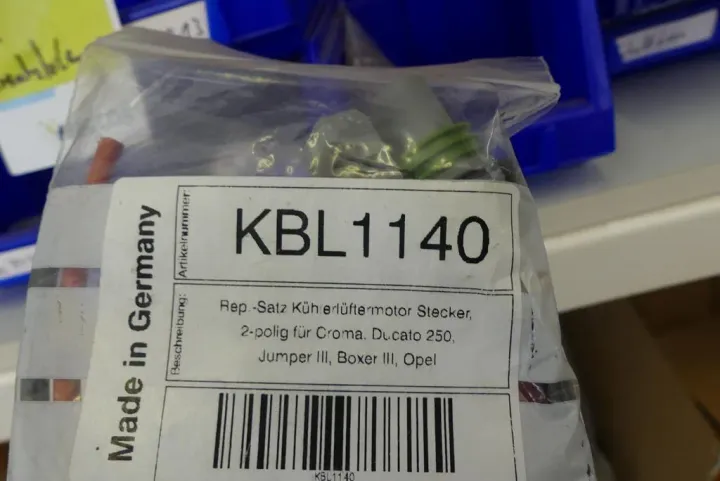 Made in Germany
Artikelnummer:
KBL1140
Beschreibung:
Rep.-Satz Kühlerlüftermotor Stecker,
2-polig für Croma, Ducato 250,
Jumper III, Boxer III, Opel
KBL1140